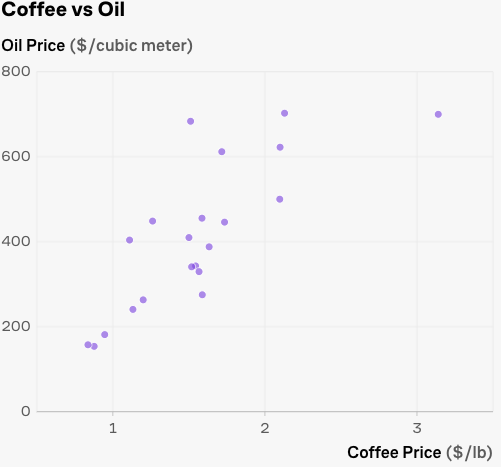 Coffee vs Oil
Oil Price ($/cubic meter)
800
600
400
200
0
1 2 3
Coffee Price ($/lb)